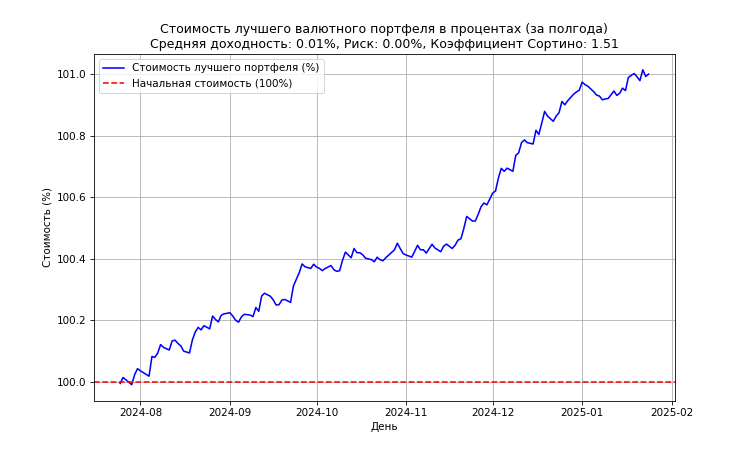 Стоимость лучшего валютного портфеля в процентах (за полгода)
Средняя доходность: 0.01%, Риск: 0.00%, Коэффициент Сортино: 1.51
Стоимость лучшего портфеля (%)
Начальная стоимость (100%)
Стоимость (%)
101.0
100.8
100.6
100.4
100.2
100.0
2024-08 2024-09 2024-10 2024-11 2024-12 2025-01 2025-02
День